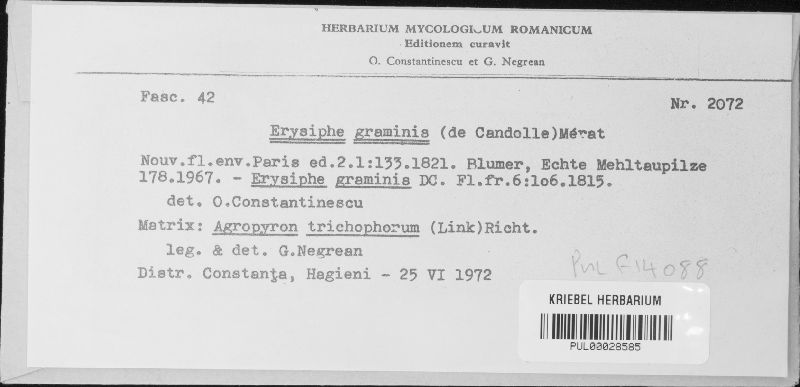 HERBARIUM MYCOLOGICUM ROMANICUM
Editionem curavit
O. Constantinescu et G. Negrean
Fasc. 42
Nr. 2072
Erysiphe graminis (de Candolle)Mérat
Nouv.fl.env.Paris ed.2.1:133.1821. Blumer, Echte Mehltaupilze
178.1967. - Erysiphe graminis DC. Fl.fr.6:1o6.1815.
det. O.Constantinescu
Matrix: Agropyron trichophorum (Link)Richt.
leg. & det. G.Negrean
Distr. Constanţa, Hagieni - 25 VI 1972
PUL F14088
KRIEBEL HERBARIUM
PUL00028585